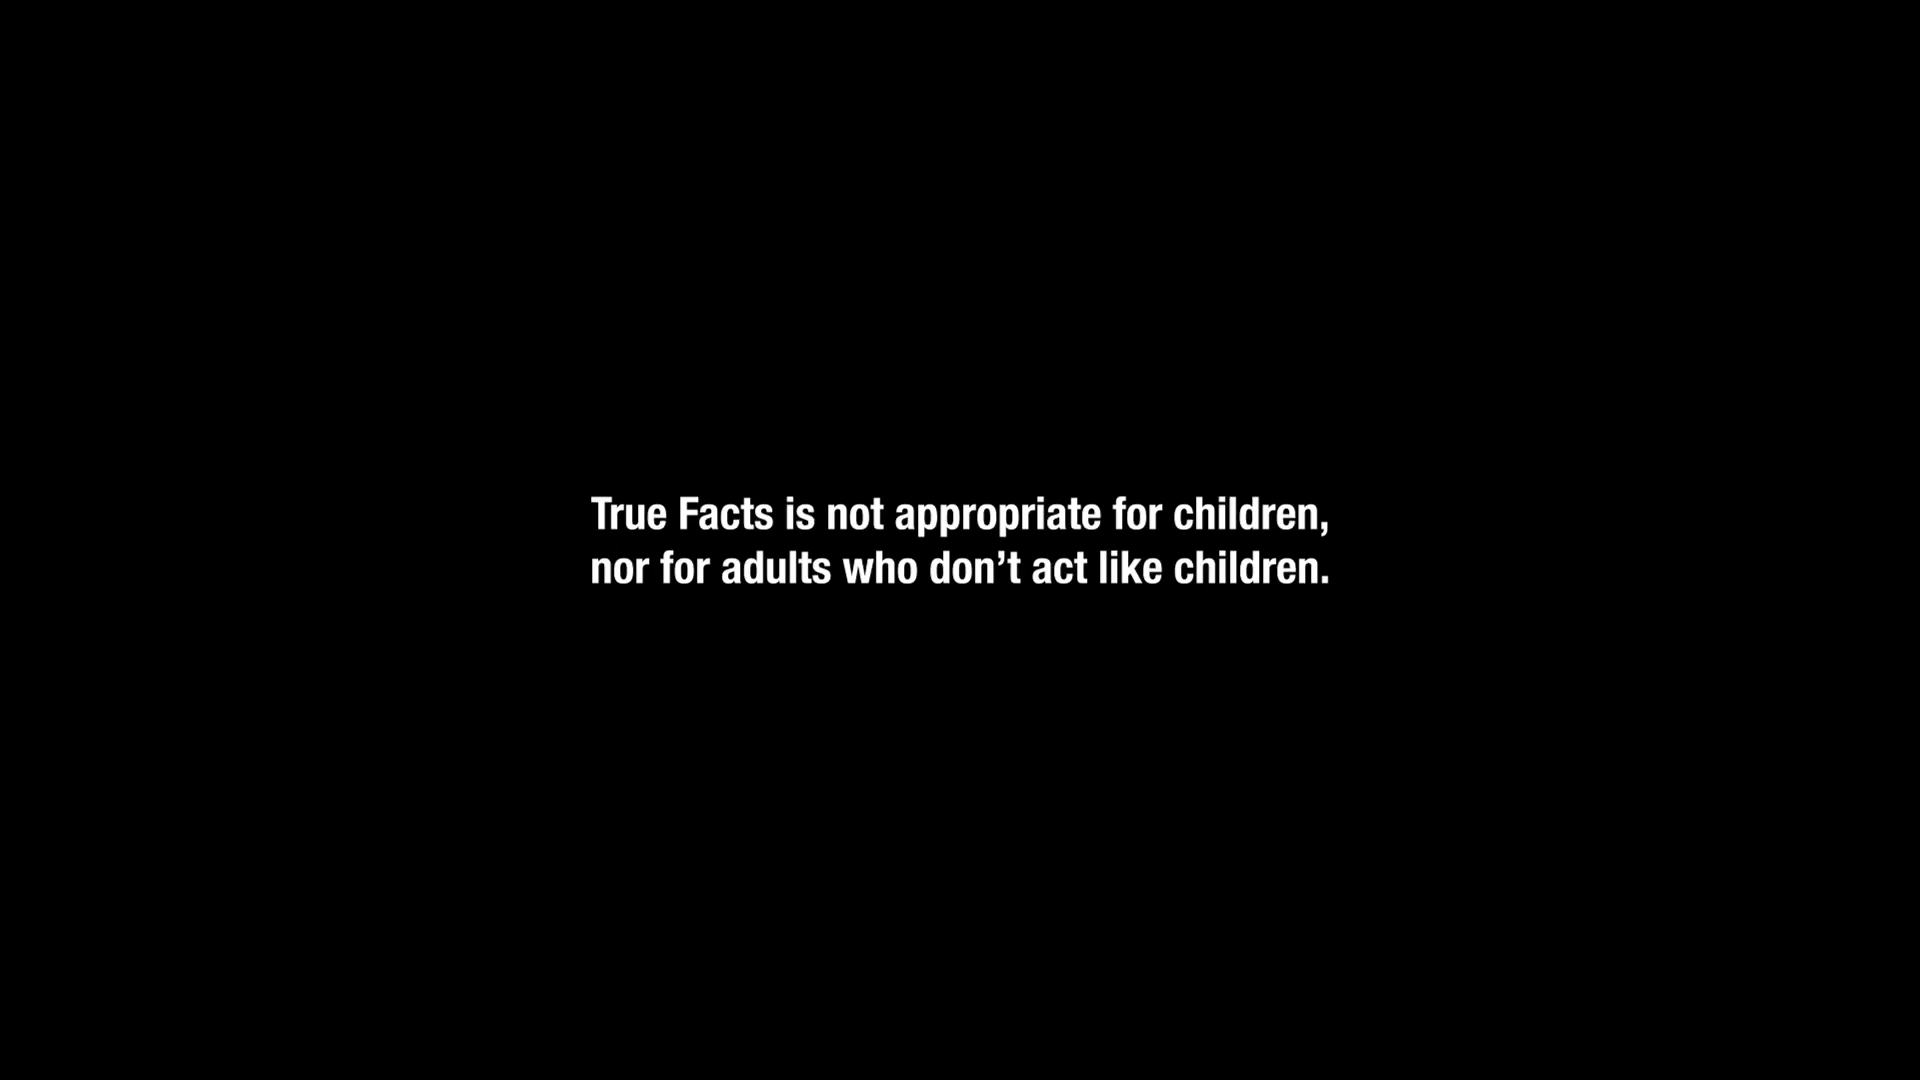 True Facts is not appropriate for children,
nor for adults who don’t act like children.